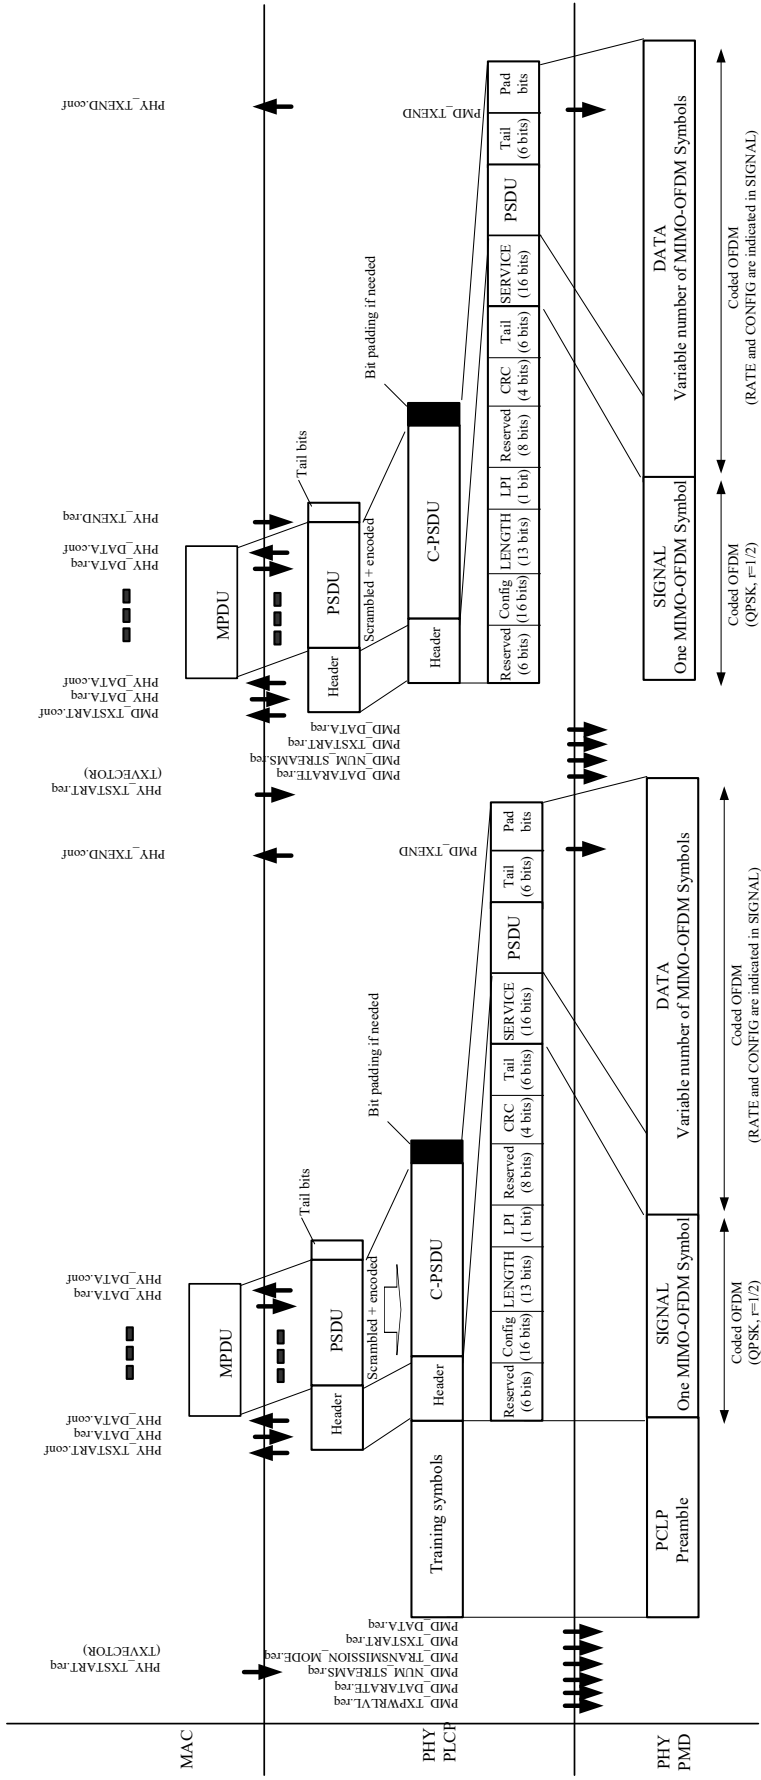 MAC
PHY
PLCP
PHY
PMD
PHY_TXSTART.req
(TXVECTOR)
PHY_TXSTART.conf
PHY_DATA.req
PHY_DATA.conf
PHY_DATA.req
PHY_DATA.conf
PHY_TXEND.conf
PHY_TXSTART.req
(TXVECTOR)
PMD_TXSTART.conf
PHY_DATA.req
PHY_DATA.conf
PHY_DATA.req
PHY_DATA.conf
PHY_TXEND.req
PHY_TXEND.conf
MPDU
MPDU
Header
PSDU
Tail bits
Scrambled + encoded
Header
PSDU
Tail bits
Scrambled + encoded
Training symbols
Header
C-PSDU
Bit padding if needed
Header
C-PSDU
Bit padding if needed
PMD_TXPWRLVL.req
PMD_DATARATE.req
PMD_NUM_STREAMS.req
PMD_TRANSMISSION_MODE.req
PMD_TXSTART.req
PMD_DATA.req
PMD_TXEND
PMD_DATARATE.req
PMD_NUM_STREAMS.req
PMD_TXSTART.req
PMD_DATA.req
PMD_TXEND
Reserved
(6 bits)
Config
(16 bits)
LENGTH
(13 bits)
LPI
(1 bit)
Reserved
(8 bits)
CRC
(4 bits)
Tail
(6 bits)
SERVICE
(16 bits)
PSDU
Tail
(6 bits)
Pad
bits
Reserved
(6 bits)
Config
(16 bits)
LENGTH
(13 bits)
LPI
(1 bit)
Reserved
(8 bits)
CRC
(4 bits)
Tail
(6 bits)
SERVICE
(16 bits)
PSDU
Tail
(6 bits)
Pad
bits
PCLP
Preamble
SIGNAL
One MIMO-OFDM Symbol
DATA
Variable number of MIMO-OFDM Symbols
SIGNAL
One MIMO-OFDM Symbol
DATA
Variable number of MIMO-OFDM Symbols
Coded OFDM
(QPSK, r=1/2)
Coded OFDM
(RATE and CONFIG are indicated in SIGNAL)
Coded OFDM
(QPSK, r=1/2)
Coded OFDM
(RATE and CONFIG are indicated in SIGNAL)